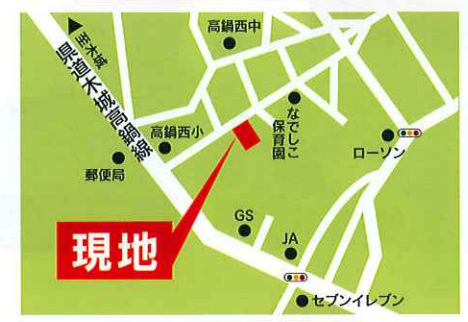 至木城
県道木城高鍋線
高鍋西中
高鍋西小
郵便局
なでしこ
保育園
ローソン
現地
GS
JA
セブンイレブン